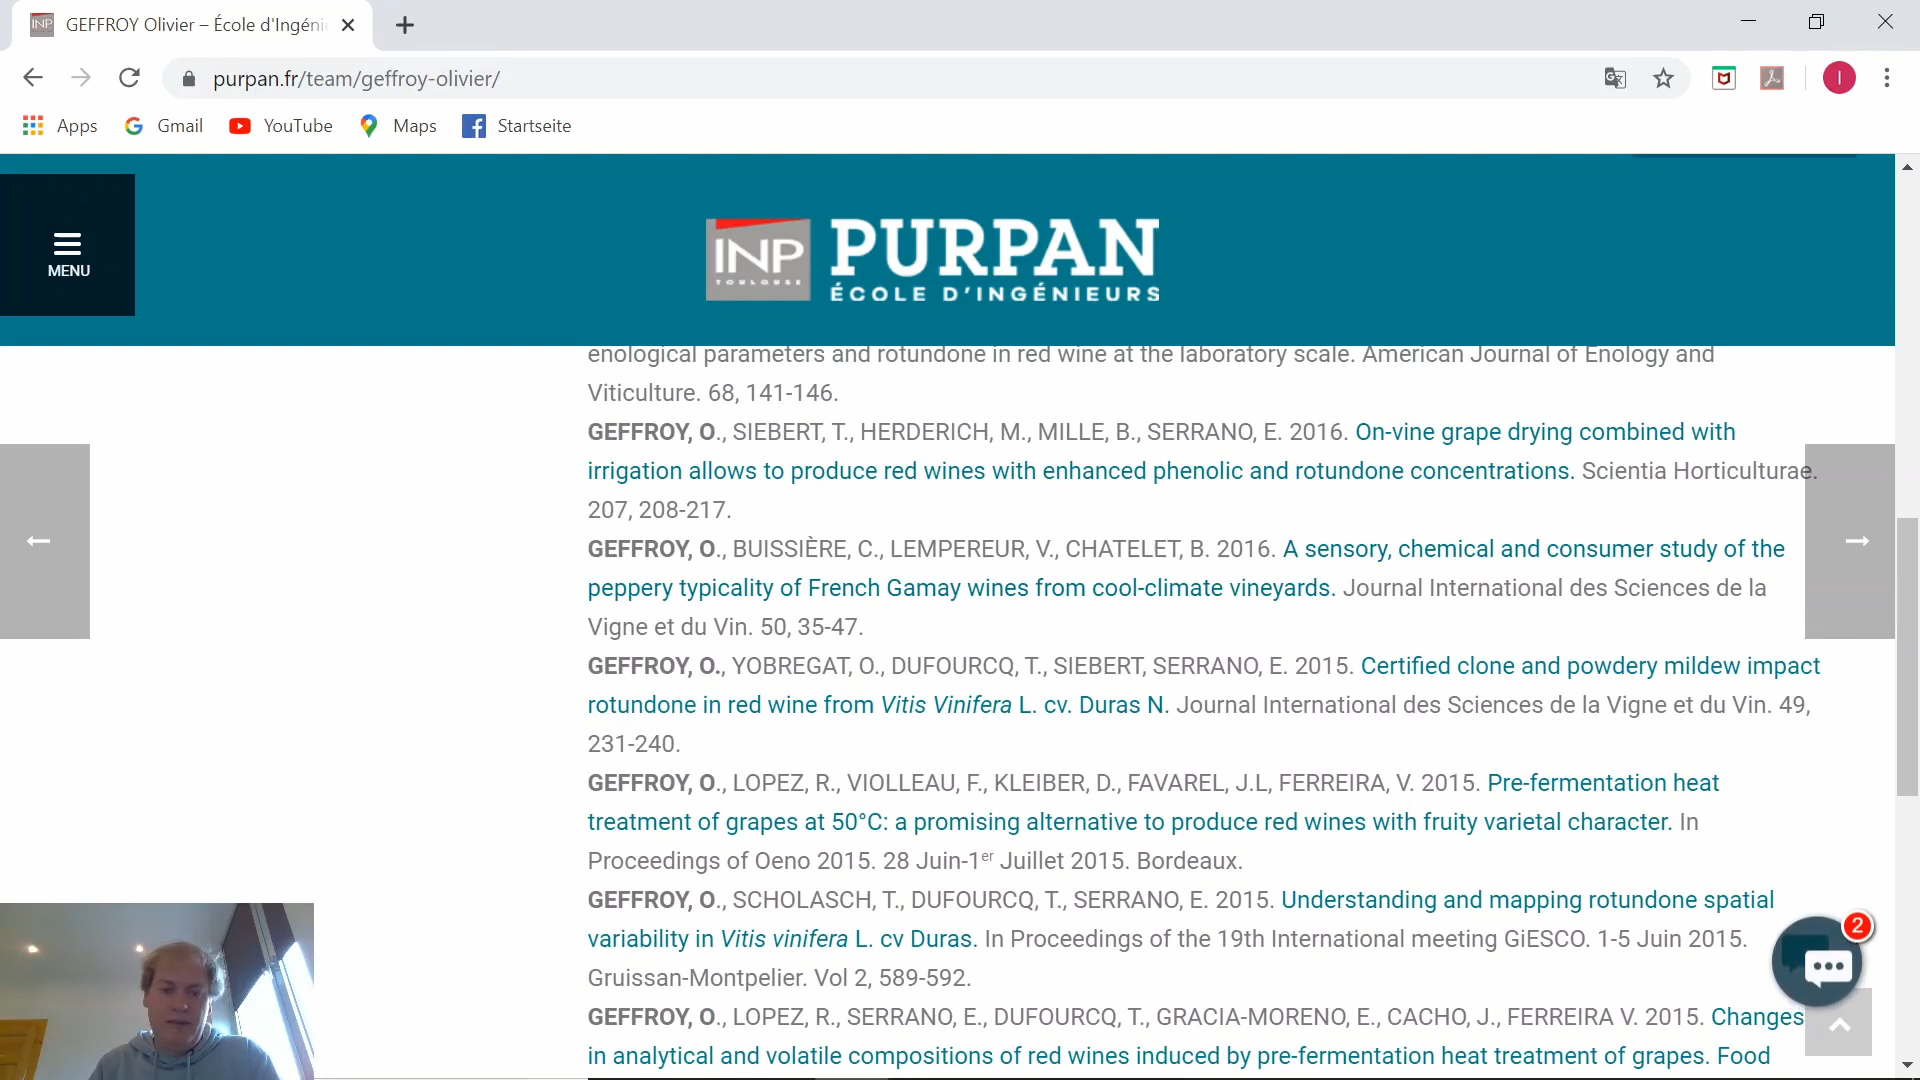 GEFFROY Olivier – École d'Ingéni
purpan.fr/team/geffroy-olivier/
I
Apps
Gmail
YouTube
Maps
Startseite
MENU
INP
TOULOUSE
PURPAN
ÉCOLE D'INGÉNIEURS
enological parameters and rotundone in red wine at the laboratory scale. American Journal of Enology and
Viticulture. 68, 141-146.
GEFFROY, O., SIEBERT, T., HERDERICH, M., MILLE, B., SERRANO, E. 2016. On-vine grape drying combined with
irrigation allows to produce red wines with enhanced phenolic and rotundone concentrations. Scientia Horticulturae.
207, 208-217.
GEFFROY, O., BUISSIÈRE, C., LEMPEREUR, V., CHATELET, B. 2016. A sensory, chemical and consumer study of the
peppery typicality of French Gamay wines from cool-climate vineyards. Journal International des Sciences de la
Vigne et du Vin. 50, 35-47.
GEFFROY, O., YOBREGAT, O., DUFOURCQ, T., SIEBERT, SERRANO, E. 2015. Certified clone and powdery mildew impact
rotundone in red wine from Vitis Vinifera L. cv. Duras N. Journal International des Sciences de la Vigne et du Vin. 49,
231-240.
GEFFROY, O., LOPEZ, R., VIOLLEAU, F., KLEIBER, D., FAVAREL, J.L, FERREIRA, V. 2015. Pre-fermentation heat
treatment of grapes at 50°C: a promising alternative to produce red wines with fruity varietal character. In
Proceedings of Oeno 2015. 28 Juin-1er Juillet 2015. Bordeaux.
GEFFROY, O., SCHOLASCH, T., DUFOURCQ, T., SERRANO, E. 2015. Understanding and mapping rotundone spatial
variability in Vitis vinifera L. cv Duras. In Proceedings of the 19th International meeting GiESCO. 1-5 Juin 2015.
Gruissan-Montpelier. Vol 2, 589-592.
2
GEFFROY, O., LOPEZ, R., SERRANO, E., DUFOURCQ, T., GRACIA-MORENO, E., CACHO, J., FERREIRA V. 2015. Changes
in analytical and volatile compositions of red wines induced by pre-fermentation heat treatment of grapes. Food